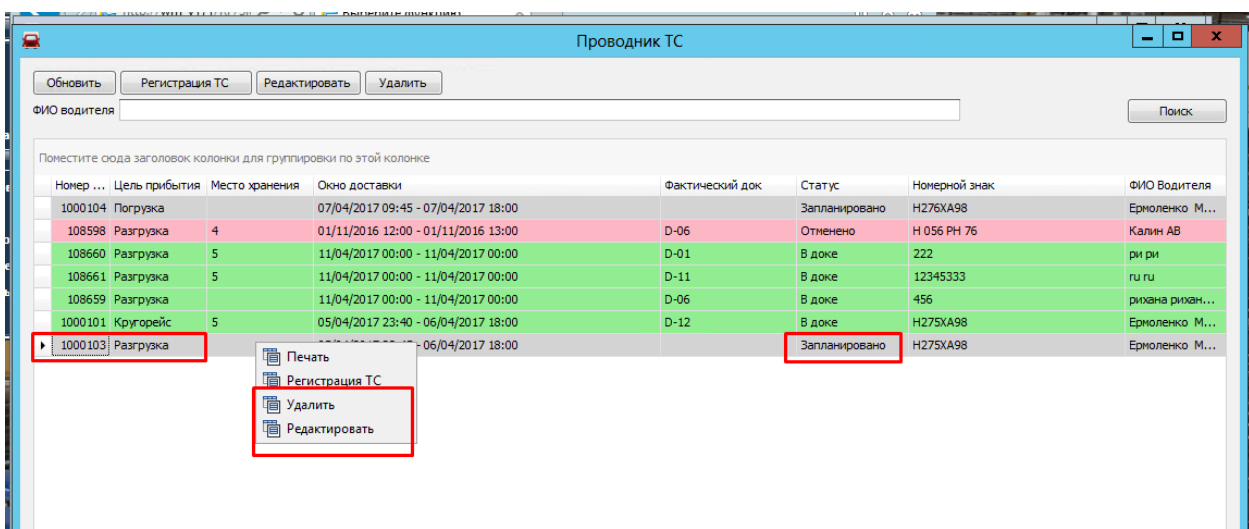 Выберите функцию
Проводник ТС
Обновить Регистрация ТС Редактировать Удалить
ФИО водителя Поиск
Поместите сюда заголовок колонки для группировки по этой колонке
Номер ... Цель прибытия Место хранения Окно доставки Фактический док Статус Номерной знак ФИО Водителя
1000104 Погрузка 07/04/2017 09:45 - 07/04/2017 18:00 Запланировано H276XA98 Ермоленко М...
108598 Разгрузка 4 01/11/2016 12:00 - 01/11/2016 13:00 D-06 Отменено Н 056 РН 76 Калин АВ
108660 Разгрузка 5 11/04/2017 00:00 - 11/04/2017 00:00 D-01 В доке 222 ри ри
108661 Разгрузка 5 11/04/2017 00:00 - 11/04/2017 00:00 D-11 В доке 12345333 ru ru
108659 Разгрузка 11/04/2017 00:00 - 11/04/2017 00:00 D-06 В доке 456 рихана рихан...
1000101 Кругорейс 5 05/04/2017 23:40 - 06/04/2017 18:00 D-12 В доке H275XA98 Ермоленко М...
1000103 Разгрузка - 06/04/2017 18:00 Запланировано H275XA98 Ермоленко М...
Печать
Регистрация ТС
Удалить
Редактировать